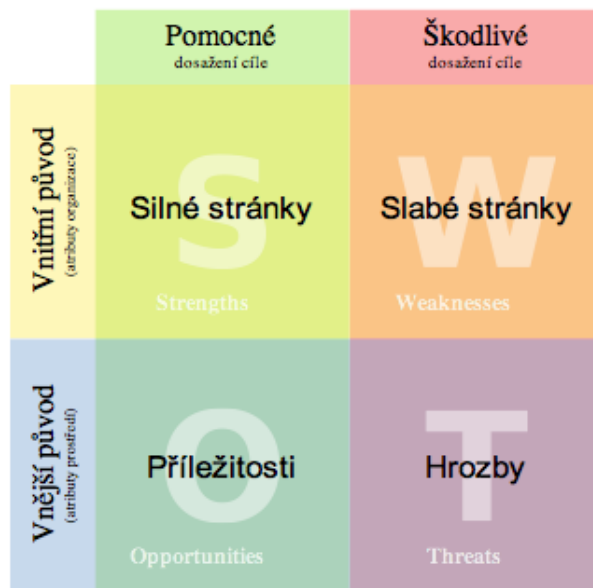 Pomocné
dosažení cíle
Škodlivé
dosažení cíle
Vnitřní původ
(atributy organizace)
S
Silné stránky
Strengths
W
Slabé stránky
Weaknesses
Vnější původ
(atributy prostředí)
O
Příležitosti
Opportunities
T
Hrozby
Threats